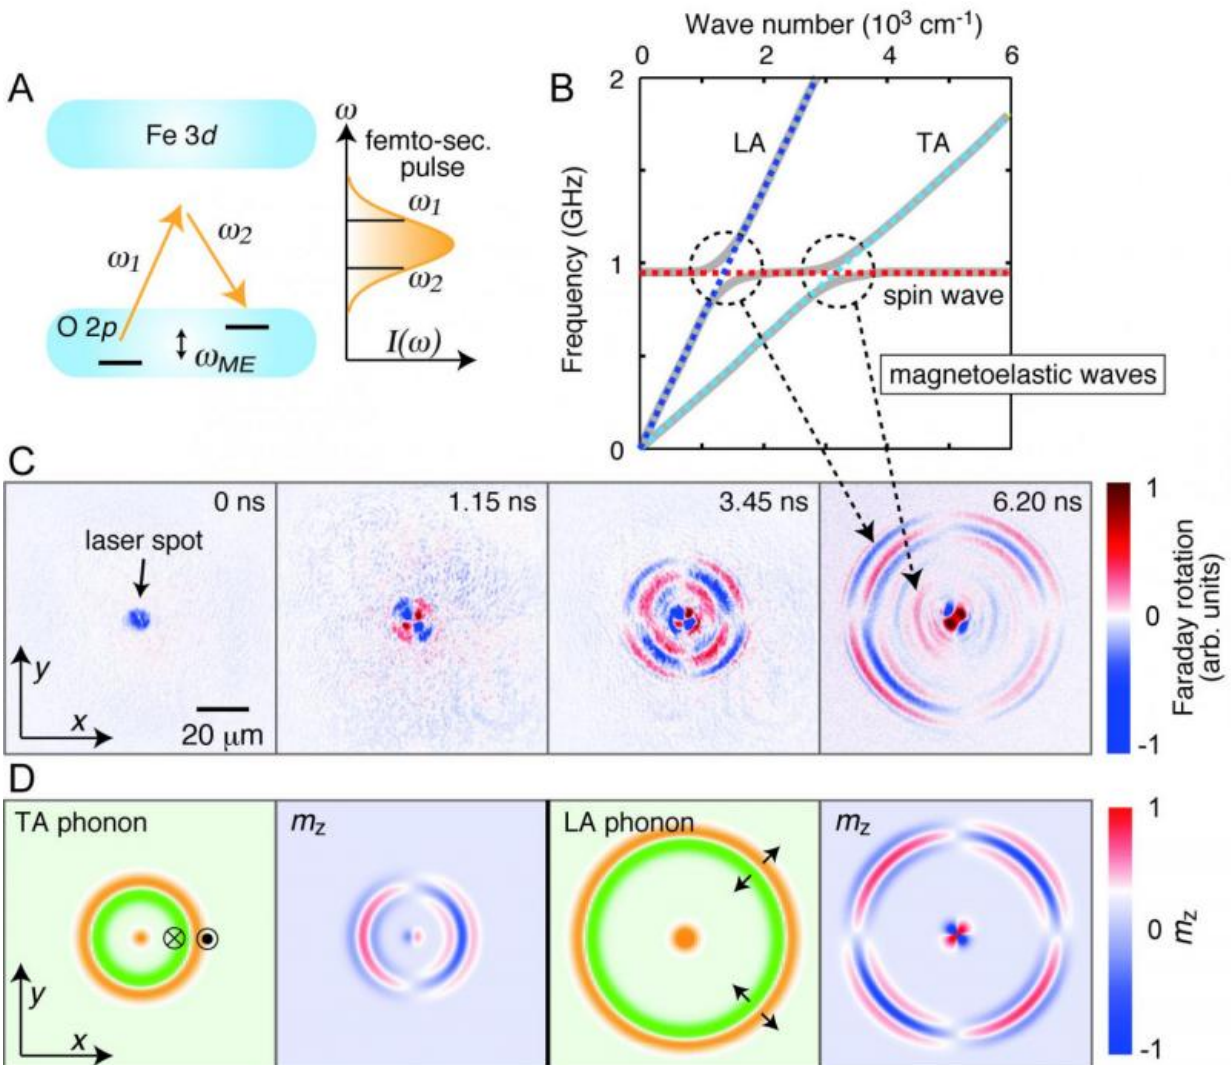 A
Fe 3d
ω
femto-sec.
pulse
ω1
ω2
ω1
ω2
O 2p
ωME
I(ω)
B
Wave number (10³ cm⁻¹)
0 2 4 6
2
1
0
Frequency (GHz)
LA
TA
spin wave
magnetoelastic waves
C
0 ns
laser spot
y
x
20 μm
1.15 ns
3.45 ns
6.20 ns
1
0
-1
Faraday rotation
(arb. units)
D
TA phonon
y
x
mz
LA phonon
mz
1
0
-1
mz